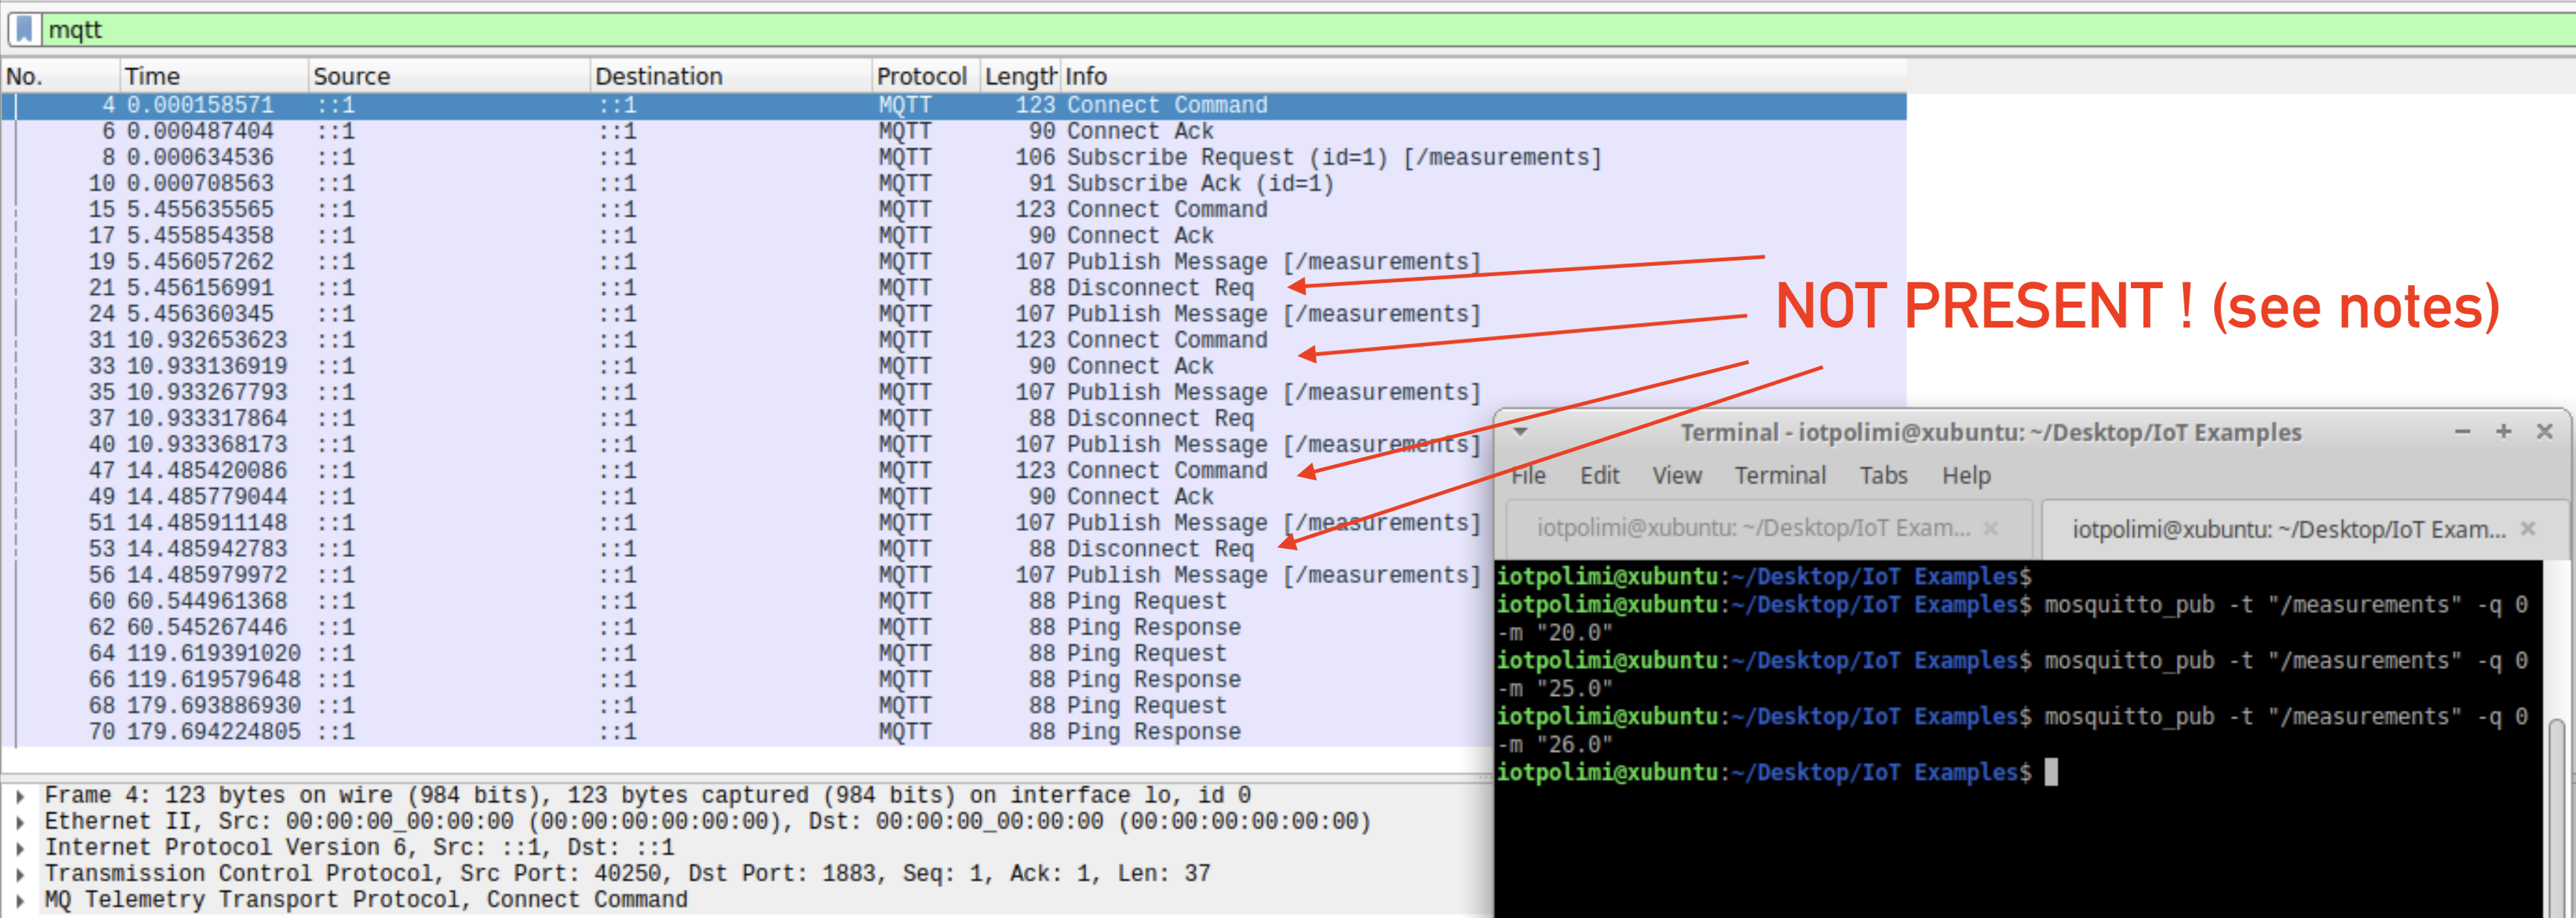 mqtt
No. Time Source Destination Protocol Length Info
4 0.000158571 ::1 ::1 MQTT 123 Connect Command
6 0.000487404 ::1 ::1 MQTT 90 Connect Ack
8 0.000634536 ::1 ::1 MQTT 106 Subscribe Request (id=1) [/measurements]
10 0.000708563 ::1 ::1 MQTT 91 Subscribe Ack (id=1)
15 5.455635565 ::1 ::1 MQTT 123 Connect Command
17 5.455854358 ::1 ::1 MQTT 90 Connect Ack
19 5.456057262 ::1 ::1 MQTT 107 Publish Message [/measurements]
21 5.456156991 ::1 ::1 MQTT 88 Disconnect Req
24 5.456360345 ::1 ::1 MQTT 107 Publish Message [/measurements]
31 10.932653623 ::1 ::1 MQTT 123 Connect Command
33 10.933136919 ::1 ::1 MQTT 90 Connect Ack
35 10.933267793 ::1 ::1 MQTT 107 Publish Message [/measurements]
37 10.933317864 ::1 ::1 MQTT 88 Disconnect Req
40 10.933368173 ::1 ::1 MQTT 107 Publish Message [/measurements]
47 14.485420086 ::1 ::1 MQTT 123 Connect Command
49 14.485779044 ::1 ::1 MQTT 90 Connect Ack
51 14.485911148 ::1 ::1 MQTT 107 Publish Message [/measurements]
53 14.485942783 ::1 ::1 MQTT 88 Disconnect Req
56 14.485979972 ::1 ::1 MQTT 107 Publish Message [/measurements]
60 60.544961368 ::1 ::1 MQTT 88 Ping Request
62 60.545267446 ::1 ::1 MQTT 88 Ping Response
64 119.619391020 ::1 ::1 MQTT 88 Ping Request
66 119.619579648 ::1 ::1 MQTT 88 Ping Response
68 179.693886930 ::1 ::1 MQTT 88 Ping Request
70 179.694224805 ::1 ::1 MQTT 88 Ping Response
NOT PRESENT ! (see notes)
Frame 4: 123 bytes on wire (984 bits), 123 bytes captured (984 bits) on interface lo, id 0
Ethernet II, Src: 00:00:00_00:00:00 (00:00:00:00:00:00), Dst: 00:00:00_00:00:00 (00:00:00:00:00:00)
Internet Protocol Version 6, Src: ::1, Dst: ::1
Transmission Control Protocol, Src Port: 40250, Dst Port: 1883, Seq: 1, Ack: 1, Len: 37
MQ Telemetry Transport Protocol, Connect Command
Terminal - iotpolimi@xubuntu: ~/Desktop/IoT Examples
File Edit View Terminal Tabs Help
iotpolimi@xubuntu: ~/Desktop/IoT Exam... iotpolimi@xubuntu: ~/Desktop/IoT Exam...
iotpolimi@xubuntu:~/Desktop/IoT Examples$
iotpolimi@xubuntu:~/Desktop/IoT Examples$ mosquitto_pub -t "/measurements" -q 0
-m "20.0"
iotpolimi@xubuntu:~/Desktop/IoT Examples$ mosquitto_pub -t "/measurements" -q 0
-m "25.0"
iotpolimi@xubuntu:~/Desktop/IoT Examples$ mosquitto_pub -t "/measurements" -q 0
-m "26.0"
iotpolimi@xubuntu:~/Desktop/IoT Examples$